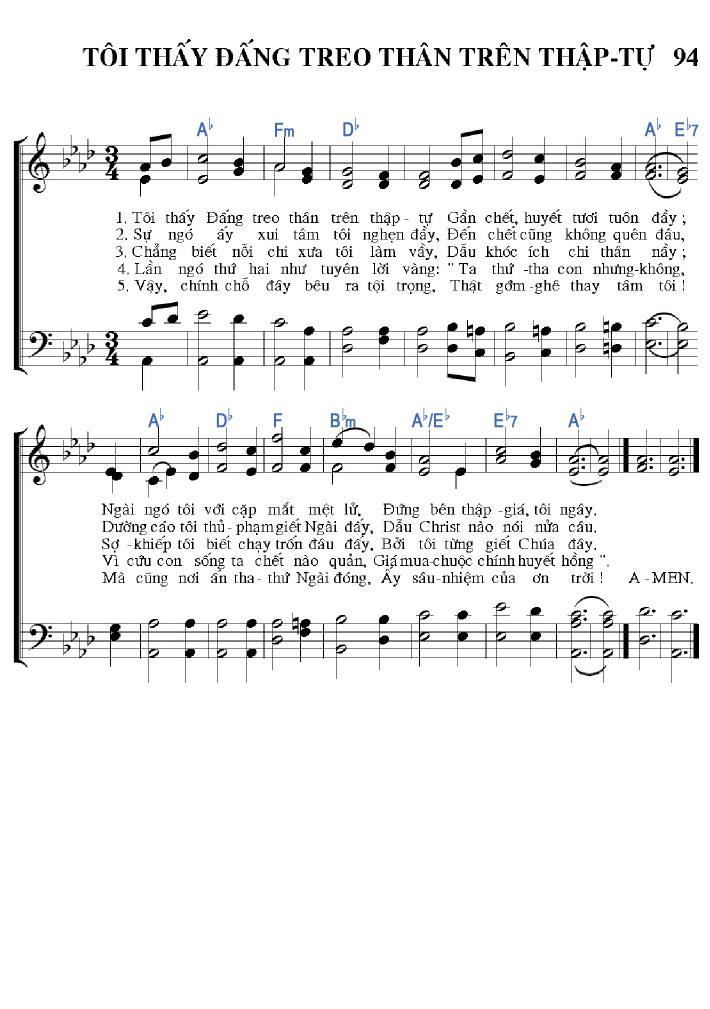 TÔI THẤY ĐẤNG TREO THÂN TRÊN THẬP-TỰ 94
A♭ Fm D♭ A♭ E♭7
3 4
1. Tôi thấy Đấng treo thân trên thập - tự Gần chết, huyết tươi tuôn đầy ;
2. Sự ngó ấy xui tâm tôi nghẹn đầy, Đến chết cũng không quên đâu,
3. Chẳng biết nỗi chi xưa tôi làm vầy, Dẫu khóc ích chi thân nầy ;
4. Lần ngó thứ hai như tuyên lời vàng: " Ta thứ -tha con nhưng-không,
5. Vậy, chính chỗ đây bêu ra tội trọng, Thật gớm-ghê thay tâm tôi !
3 4
A♭ D♭ F B♭m A♭/E♭ E♭7 A♭
Ngài ngó tôi với cặp mắt mệt lử, Đứng bên thập -giá, tôi ngây.
Dường cáo tôi thủ - phạm giết Ngài đấy, Dẫu Christ nào nói nửa câu.
Sợ -khiếp tôi biết chạy trốn đâu đấy, Bởi tôi từng giết Chúa đây.
Vì cứu con sống ta chết nào quản, Giá mua-chuộc chính huyết hồng ".
Mà cũng nơi ấn tha- thứ Ngài đóng, Ấy sâu-nhiệm của ơn trời ! A -MEN.